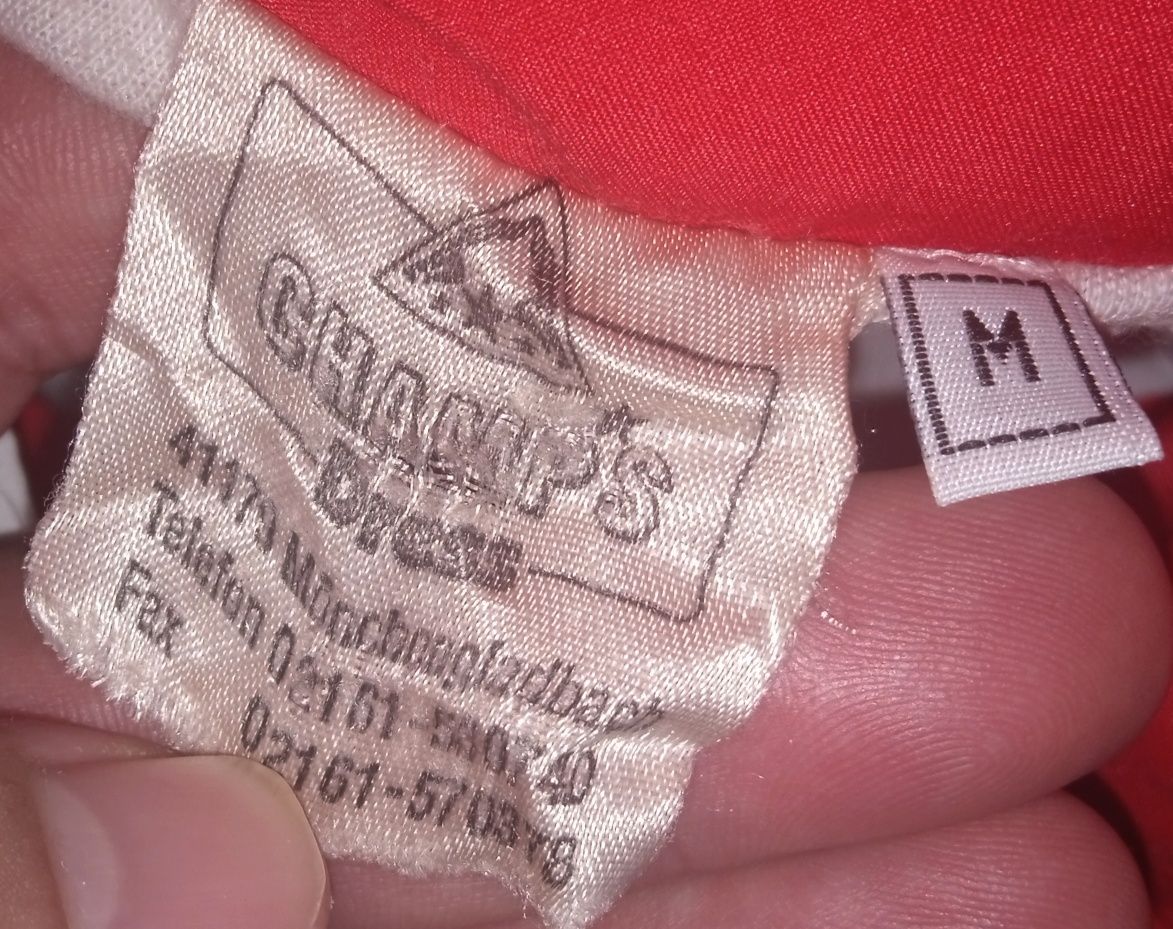 CHAMP'S
Dress
Mönchengladbach
Telefon 02161-
Fax 02161-
M